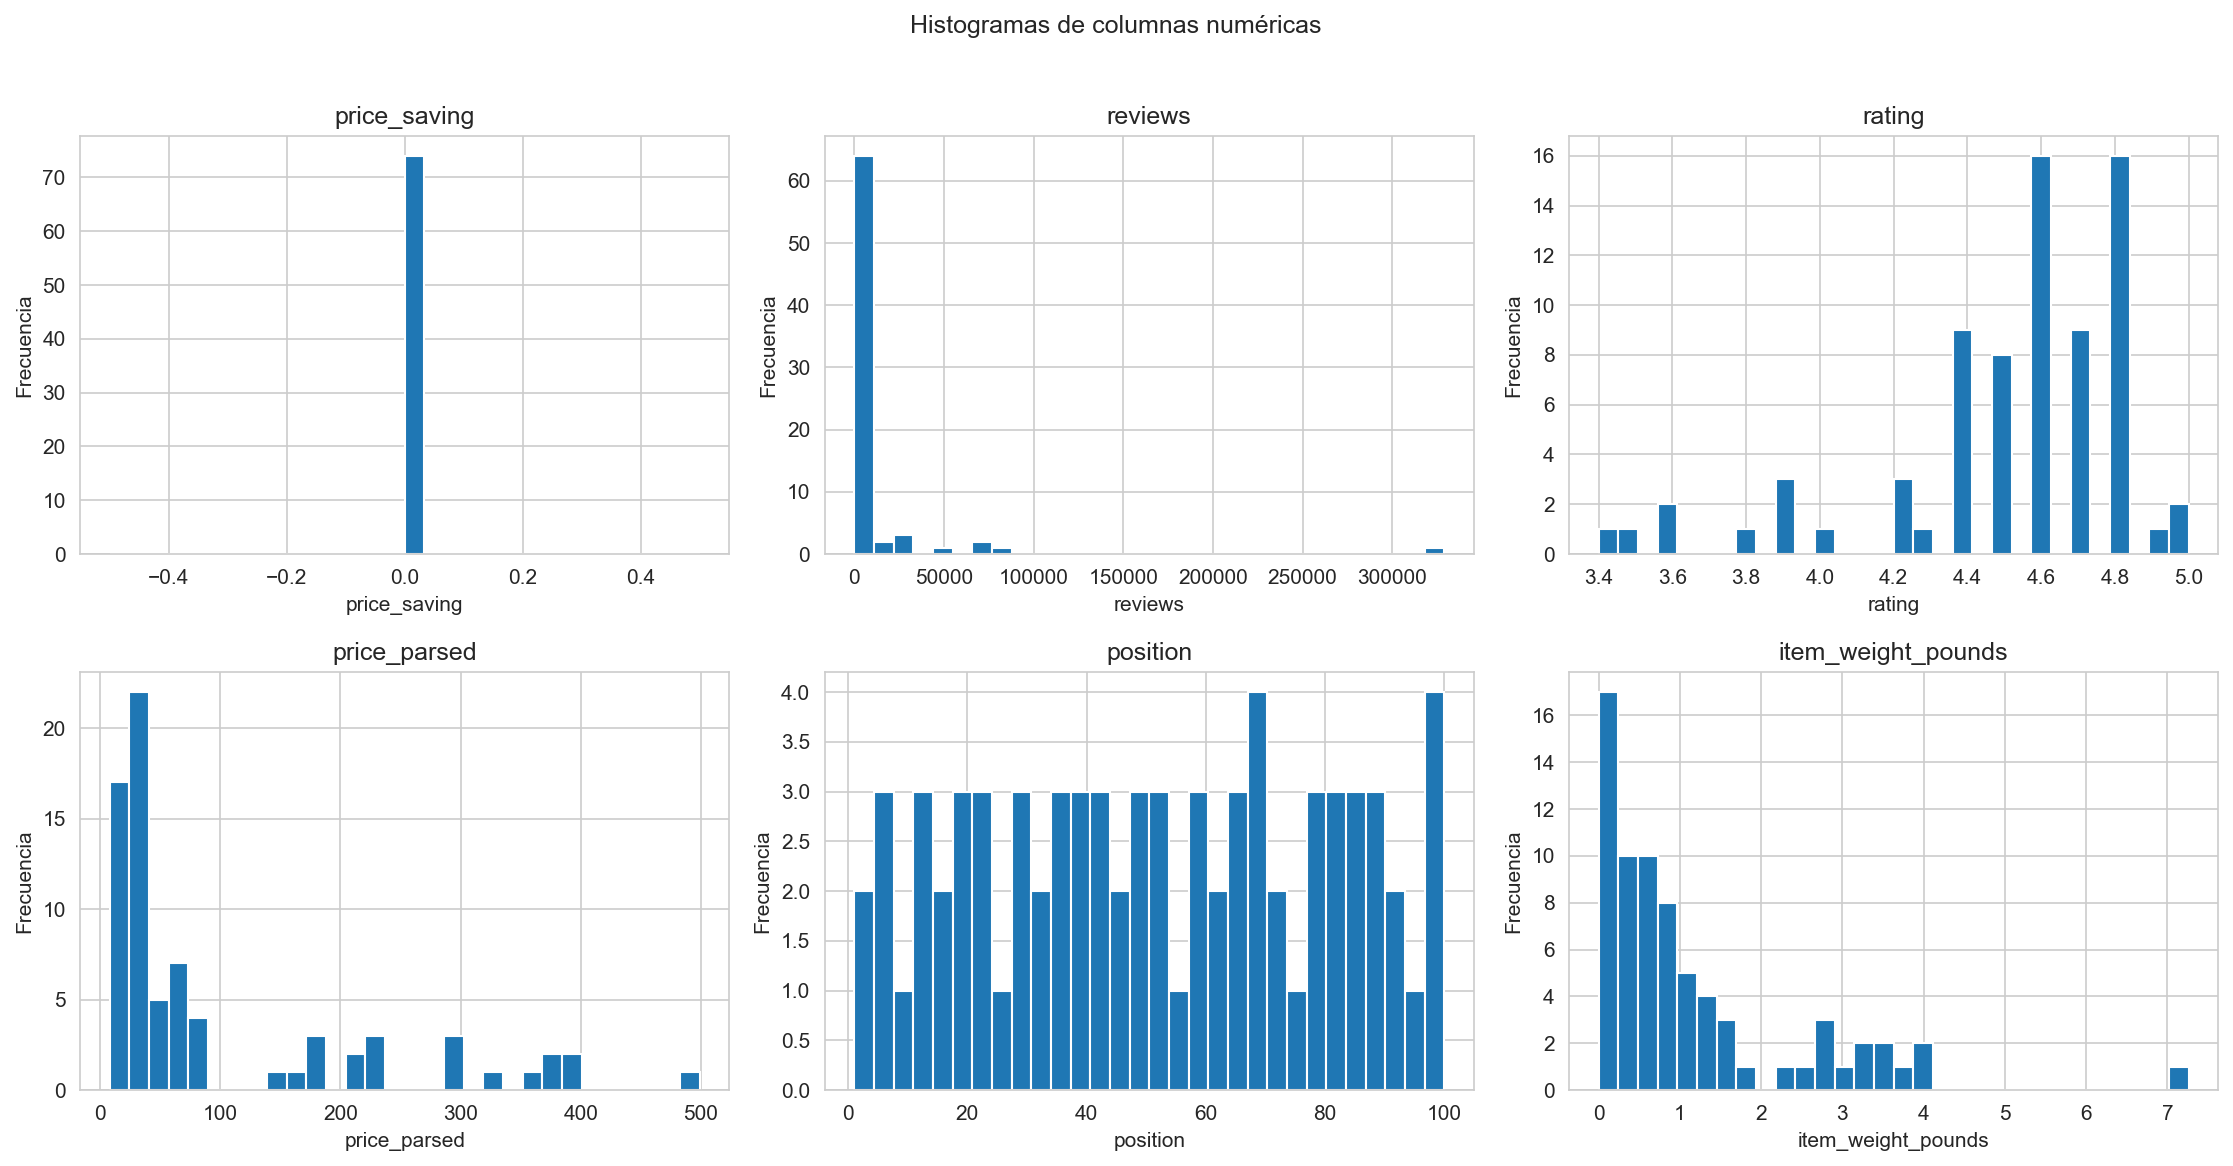 Histogramas de columnas numéricas
price_saving
Frecuencia
70
60
50
40
30
20
10
0
−0.4 −0.2 0.0 0.2 0.4
price_saving
reviews
Frecuencia
60
50
40
30
20
10
0
0 50000 100000 150000 200000 250000 300000
reviews
rating
Frecuencia
16
14
12
10
8
6
4
2
0
3.4 3.6 3.8 4.0 4.2 4.4 4.6 4.8 5.0
rating
price_parsed
Frecuencia
20
15
10
5
0
0 100 200 300 400 500
price_parsed
position
Frecuencia
4.0
3.5
3.0
2.5
2.0
1.5
1.0
0.5
0.0
0 20 40 60 80 100
position
item_weight_pounds
Frecuencia
16
14
12
10
8
6
4
2
0
0 1 2 3 4 5 6 7
item_weight_pounds